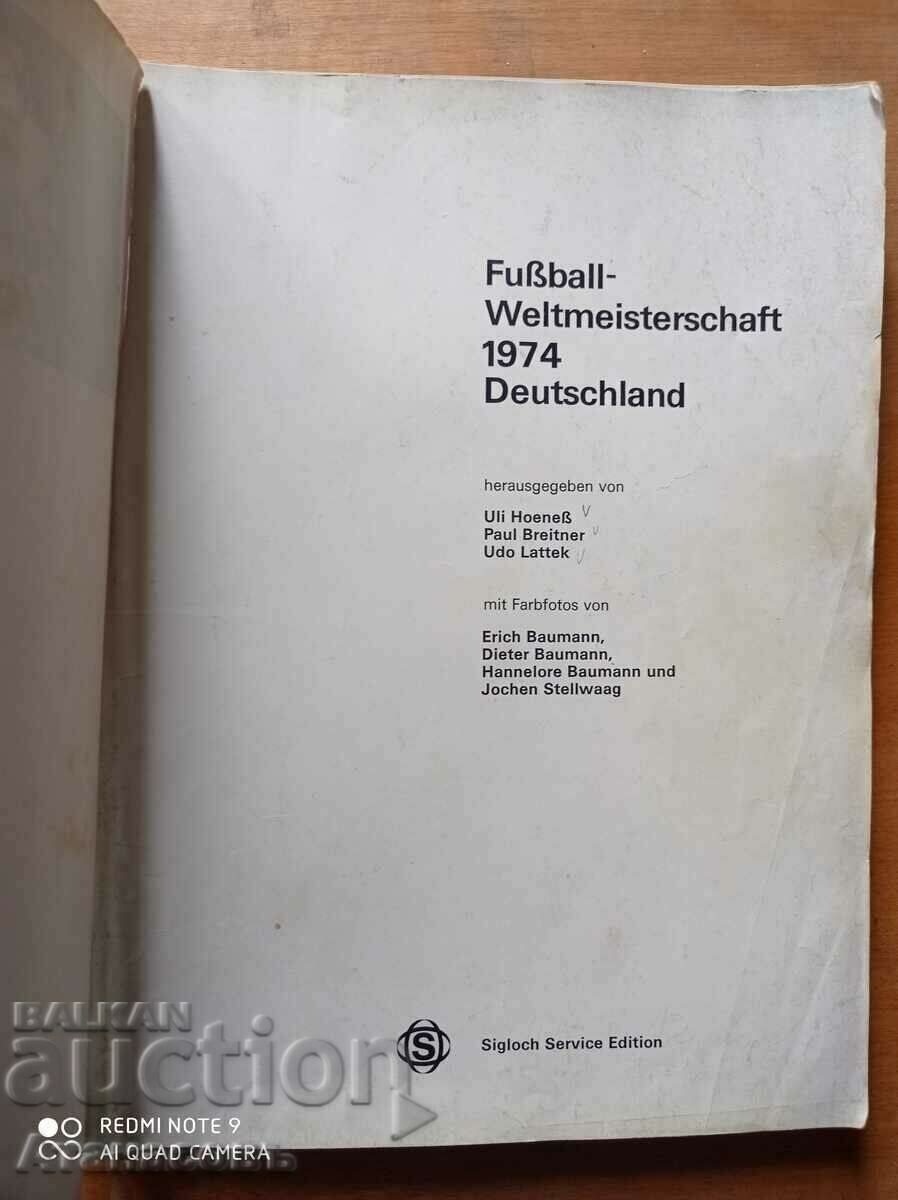 Fußball-
Weltmeisterschaft
1974
Deutschland
herausgegeben von
Uli Hoeneß
Paul Breitner
Udo Lattek
mit Farbfotos von
Erich Baumann,
Dieter Baumann,
Hannelore Baumann und
Jochen Stellwaag
S Sigloch Service Edition
BALKAN
auction
REDMI NOTE 9
AI QUAD CAMERA